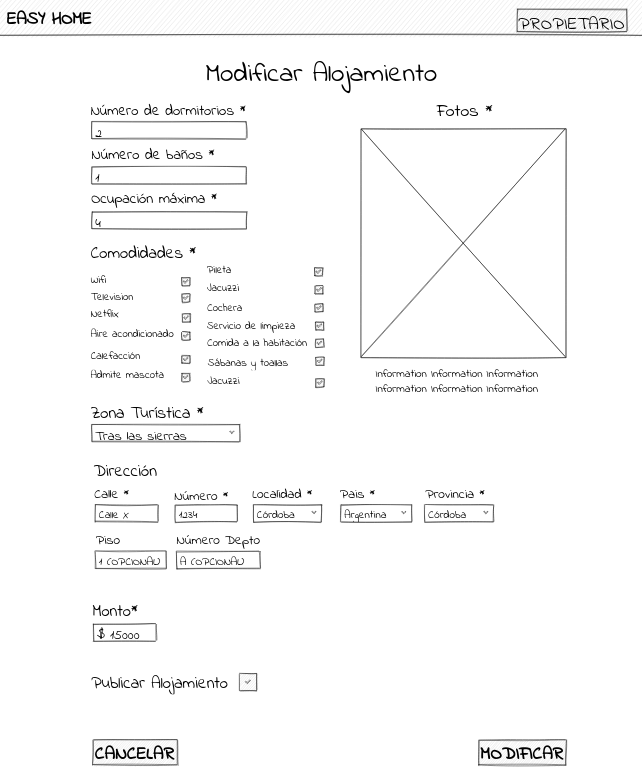 EASY HOME
PROPIETARIO
Modificar Alojamiento
Número de dormitorios *
2
Número de baños *
1
Ocupación máxima *
4
Fotos *
Information Information Information
Information Information Information
Comodidades *
Wifi
Television
Netflix
Aire acondicionado
Calefacción
Admite mascota
Pileta
Jacuzzi
Cochera
Servicio de limpieza
Comida a la habitación
Sábanas y toallas
Jacuzzi
Zona Turística *
Tras las sierras
Dirección
Calle * Número * Localidad * Pais * Provincia *
Calle X 1234 Córdoba Argentina Córdoba
Piso Número Depto
1 (OPCIONAL) A (OPCIONAL)
Monto*
$ 15000
Publicar Alojamiento
CANCELAR MODIFICAR